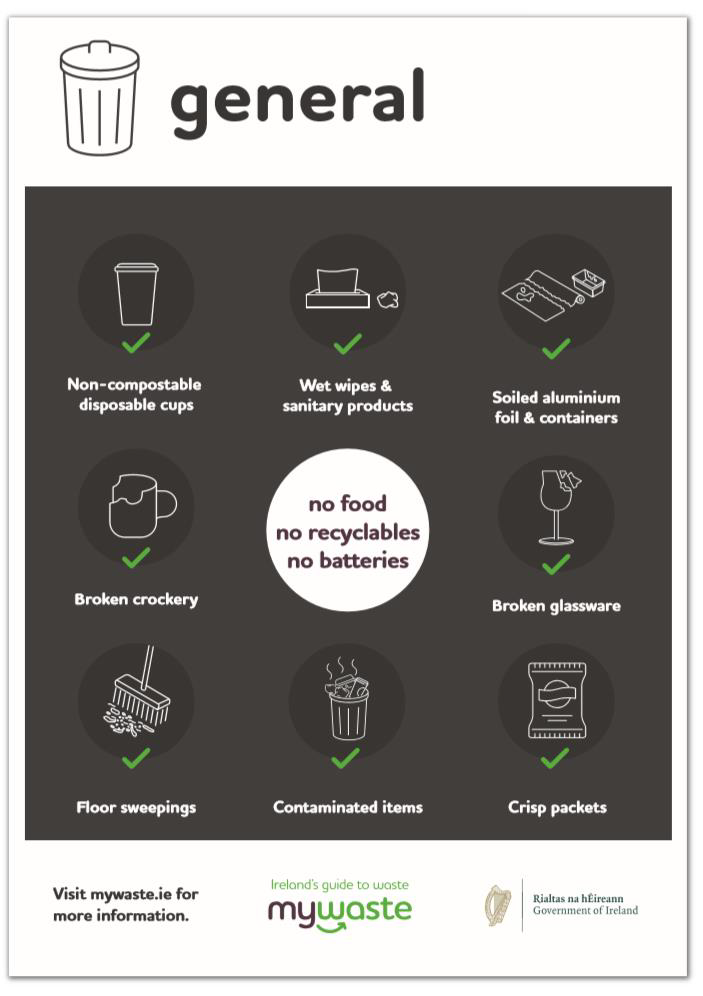 general
Non-compostable
disposable cups
Wet wipes &
sanitary products
Soiled aluminium
foil & containers
Broken crockery
no food
no recyclables
no batteries
Broken glassware
Floor sweepings
Contaminated items
Crisp packets
Visit mywaste.ie for
more information.
Ireland's guide to waste
mywaste
Rialtas na hÉireann
Government of Ireland